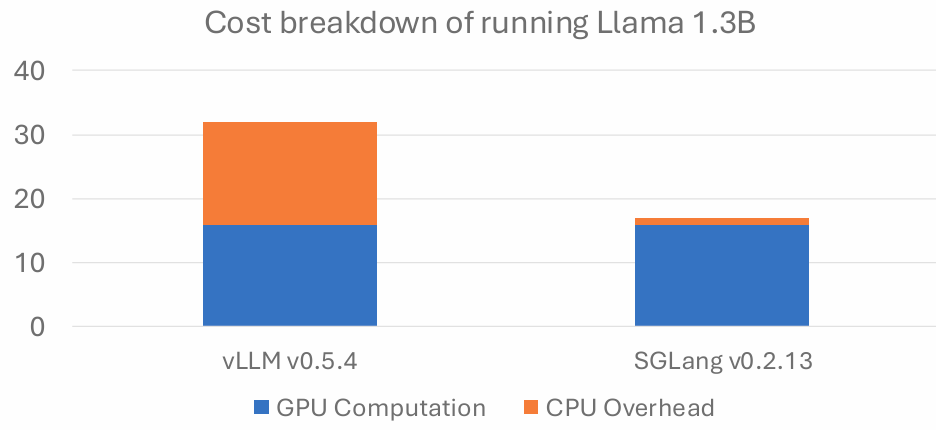 Cost breakdown of running Llama 1.3B
40
30
20
10
0
vLLM v0.5.4 SGLang v0.2.13
GPU Computation CPU Overhead